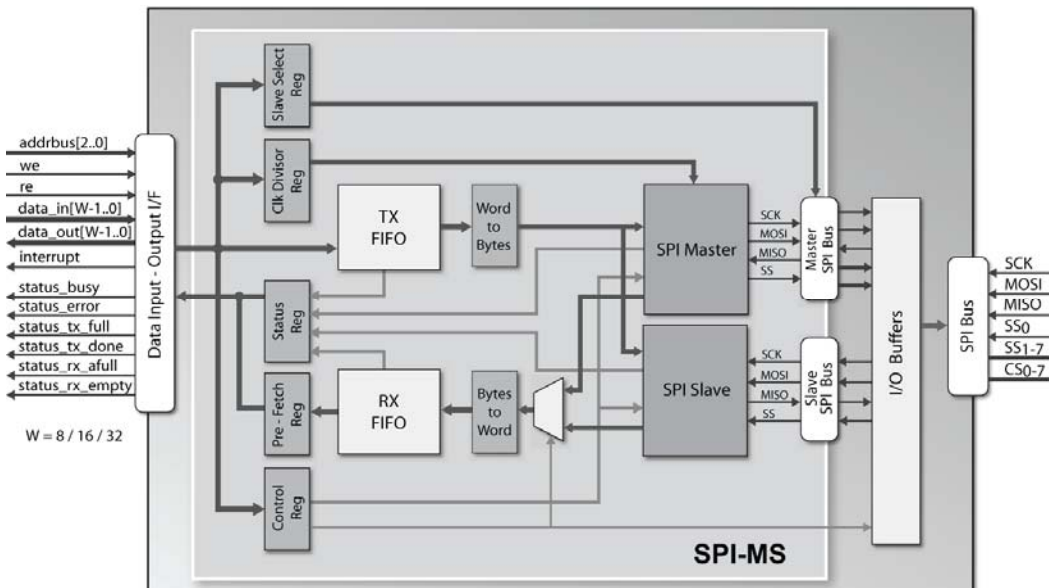 addrbus[2..0]
we
re
data_in[W-1..0]
data_out[W-1..0]
interrupt
status_busy
status_error
status_tx_full
status_tx_done
status_rx_afull
status_rx_empty
W = 8 / 16 / 32
Data Input - Output I/F
Slave Select
Reg
Clk Divisor
Reg
TX
FIFO
Word
to
Bytes
Status
Reg
Pre - Fetch
Reg
RX
FIFO
Bytes
to
Word
Control
Reg
SPI Master
SCK
MOSI
MISO
SS
Master
SPI Bus
SPI Slave
SCK
MOSI
MISO
SS
Slave
SPI Bus
SPI-MS
I/O Buffers
SPI Bus
SCK
MOSI
MISO
SS0
SS1-7
CS0-7